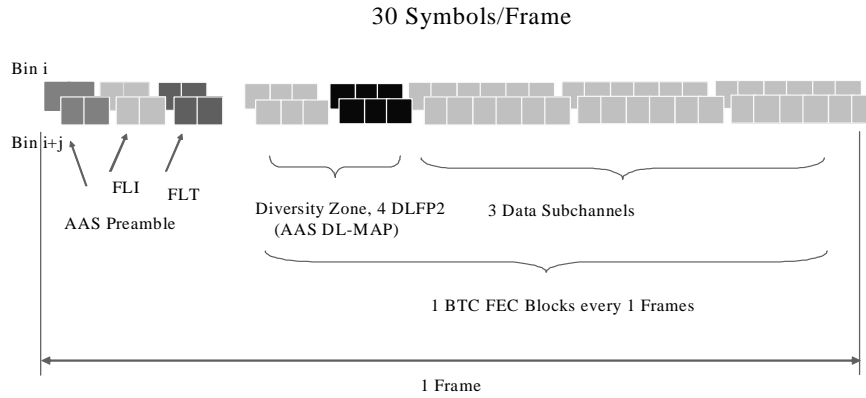 30 Symbols/Frame
Bin i
Bin i+j
FLI
FLT
AAS Preamble
Diversity Zone, 4 DLFP2
(AAS DL-MAP)
3 Data Subchannels
1 BTC FEC Blocks every 1 Frames
1 Frame